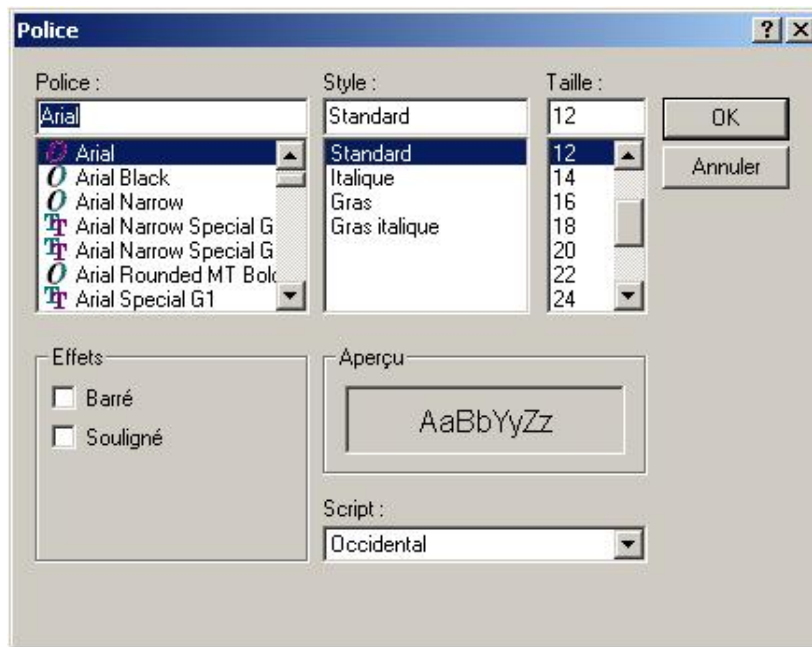 Police
Police :
Style :
Taille :
Arial
Standard
12
OK
Annuler
Arial
Arial Black
Arial Narrow
Arial Narrow Special G
Arial Narrow Special G
Arial Rounded MT Bold
Arial Special G1
Standard
Italique
Gras
Gras italique
12
14
16
18
20
22
24
Effets
Barré
Souligné
Aperçu
AaBbYyZz
Script :
Occidental